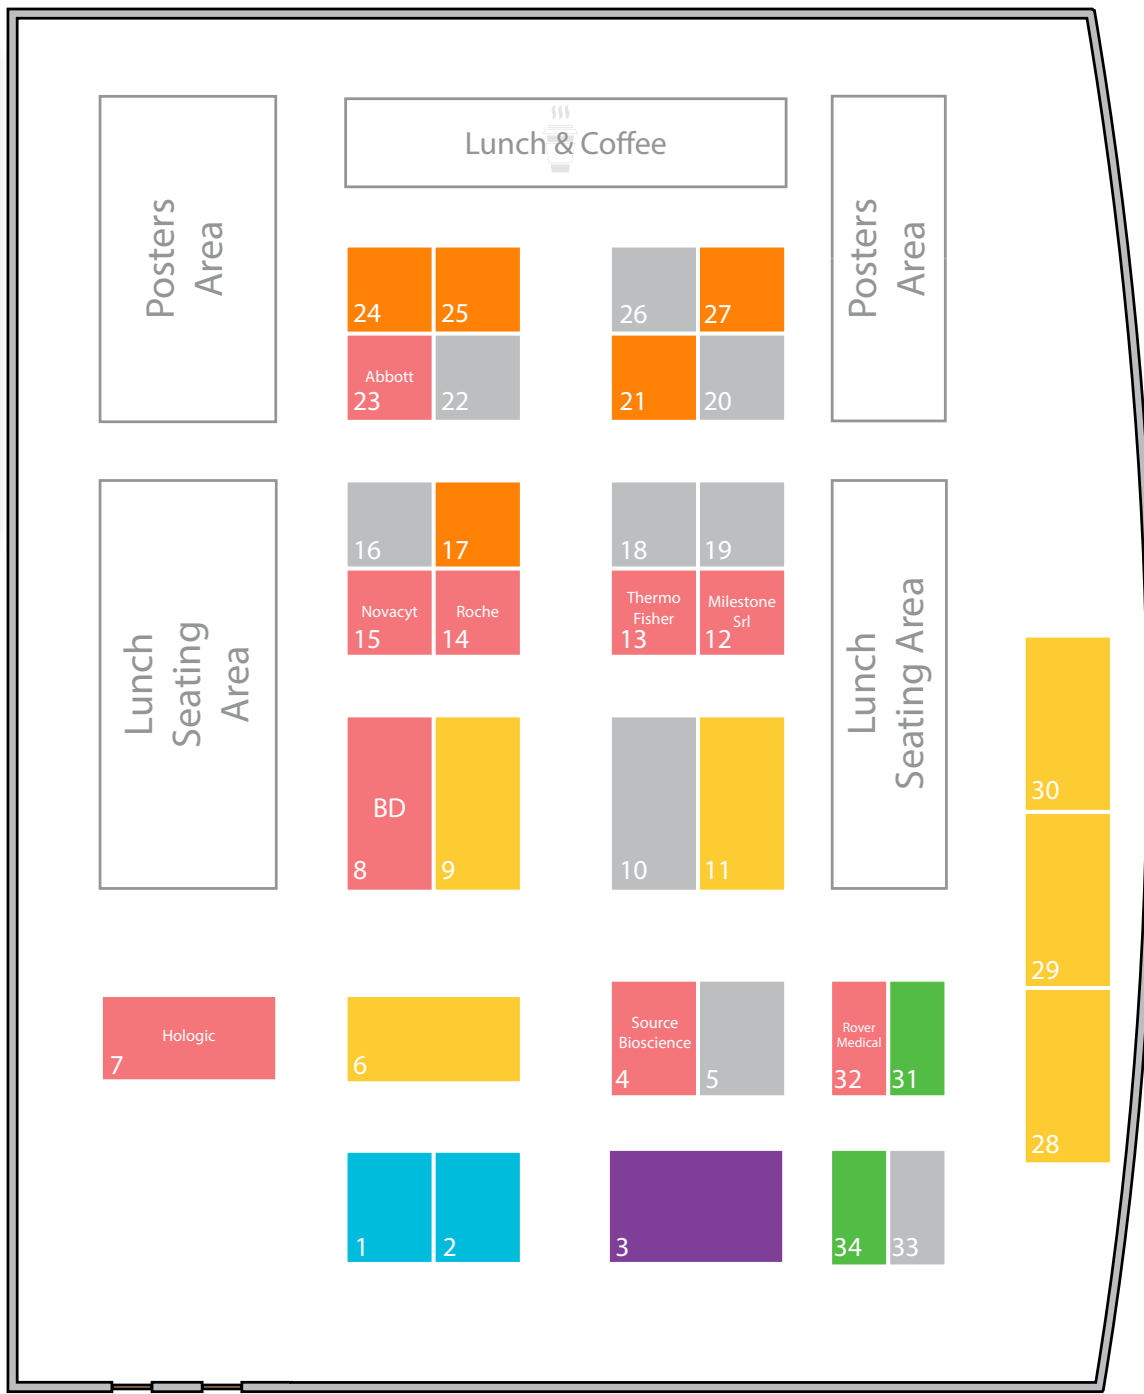 Lunch & Coffee
Posters
Area
Posters
Area
24
25
26
27
Abbott
23
22
21
20
16
17
18
19
Novacyt
15
Roche
14
Thermo
Fisher
13
Milestone
Srl
12
Lunch
Seating
Area
Lunch
Seating Area
BD
8
9
10
11
30
29
28
Hologic
7
6
Source
Bioscience
4
5
Rover
Medical
32
31
1
2
3
34
33